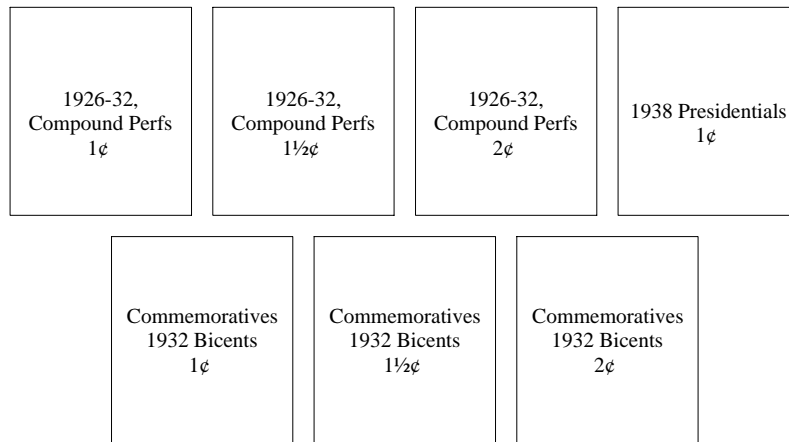 1926-32,
Compound Perfs
1¢
1926-32,
Compound Perfs
1½¢
1926-32,
Compound Perfs
2¢
1938 Presidentials
1¢
Commemoratives
1932 Bicents
1¢
Commemoratives
1932 Bicents
1½¢
Commemoratives
1932 Bicents
2¢